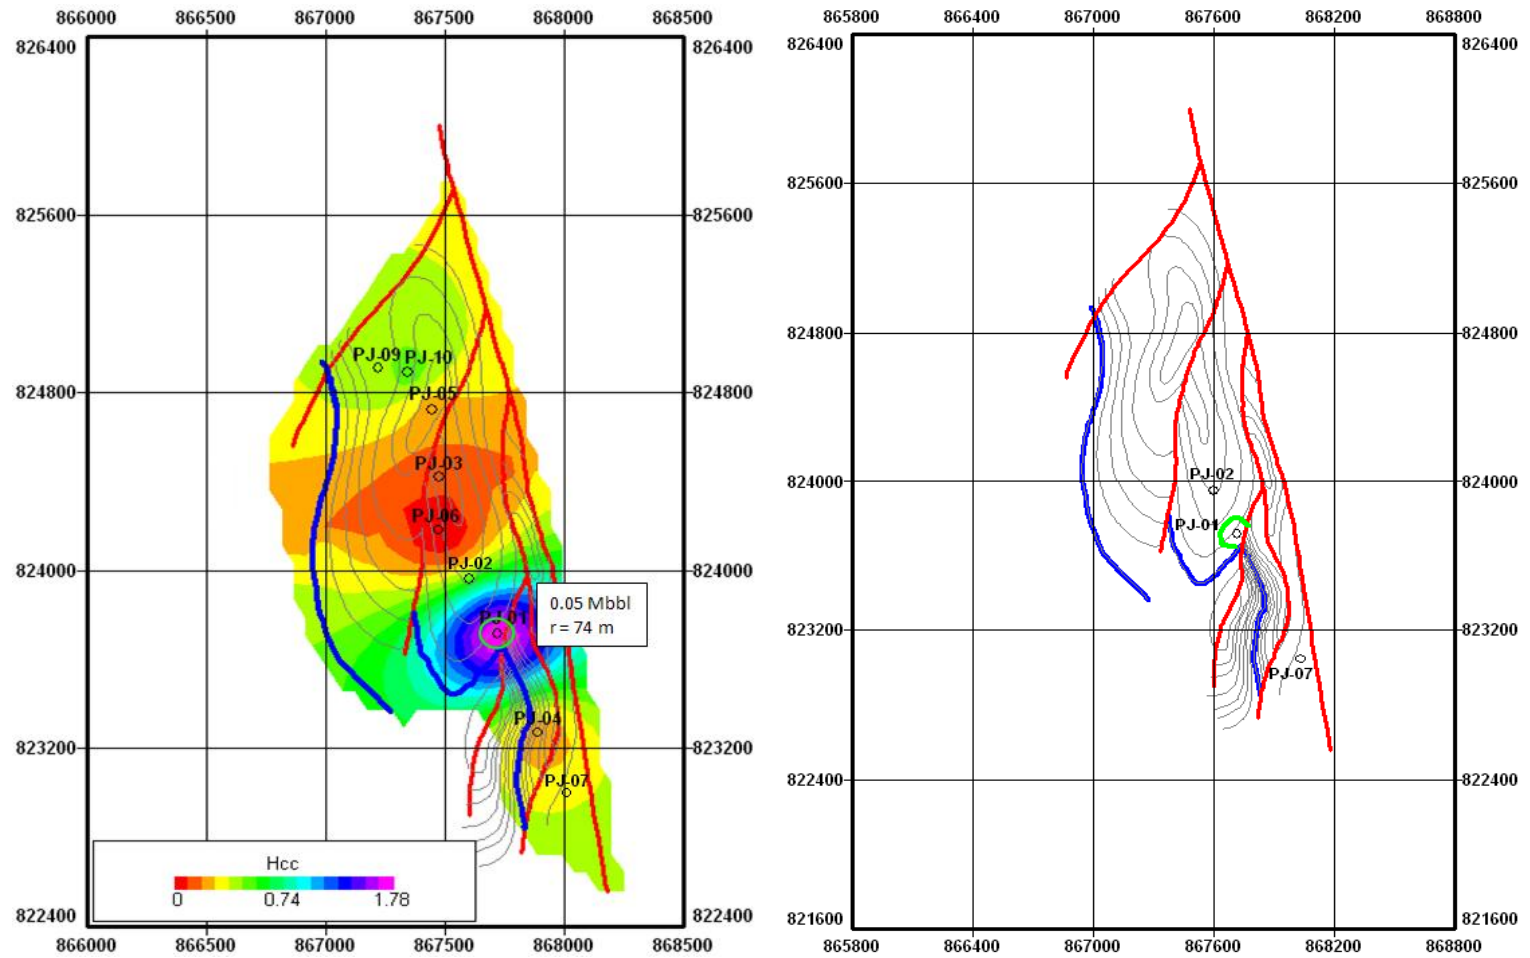 866000 866500 867000 867500 868000 868500
826400 826400
825600 825600
PJ-09 PJ-10
824800 824800
PJ-05
PJ-03
PJ-06
PJ-02
824000 824000
0.05 Mbbl
PJ-01
r = 74 m
PJ-04
823200 823200
PJ-07
Hcc
0 0.74 1.78
822400 822400
866000 866500 867000 867500 868000 868500
865800 866400 867000 867600 868200 868800
826400 826400
825600 825600
824800 824800
PJ-02
824000 824000
PJ-01
823200 823200
PJ-07
822400 822400
821600 821600
865800 866400 867000 867600 868200 868800